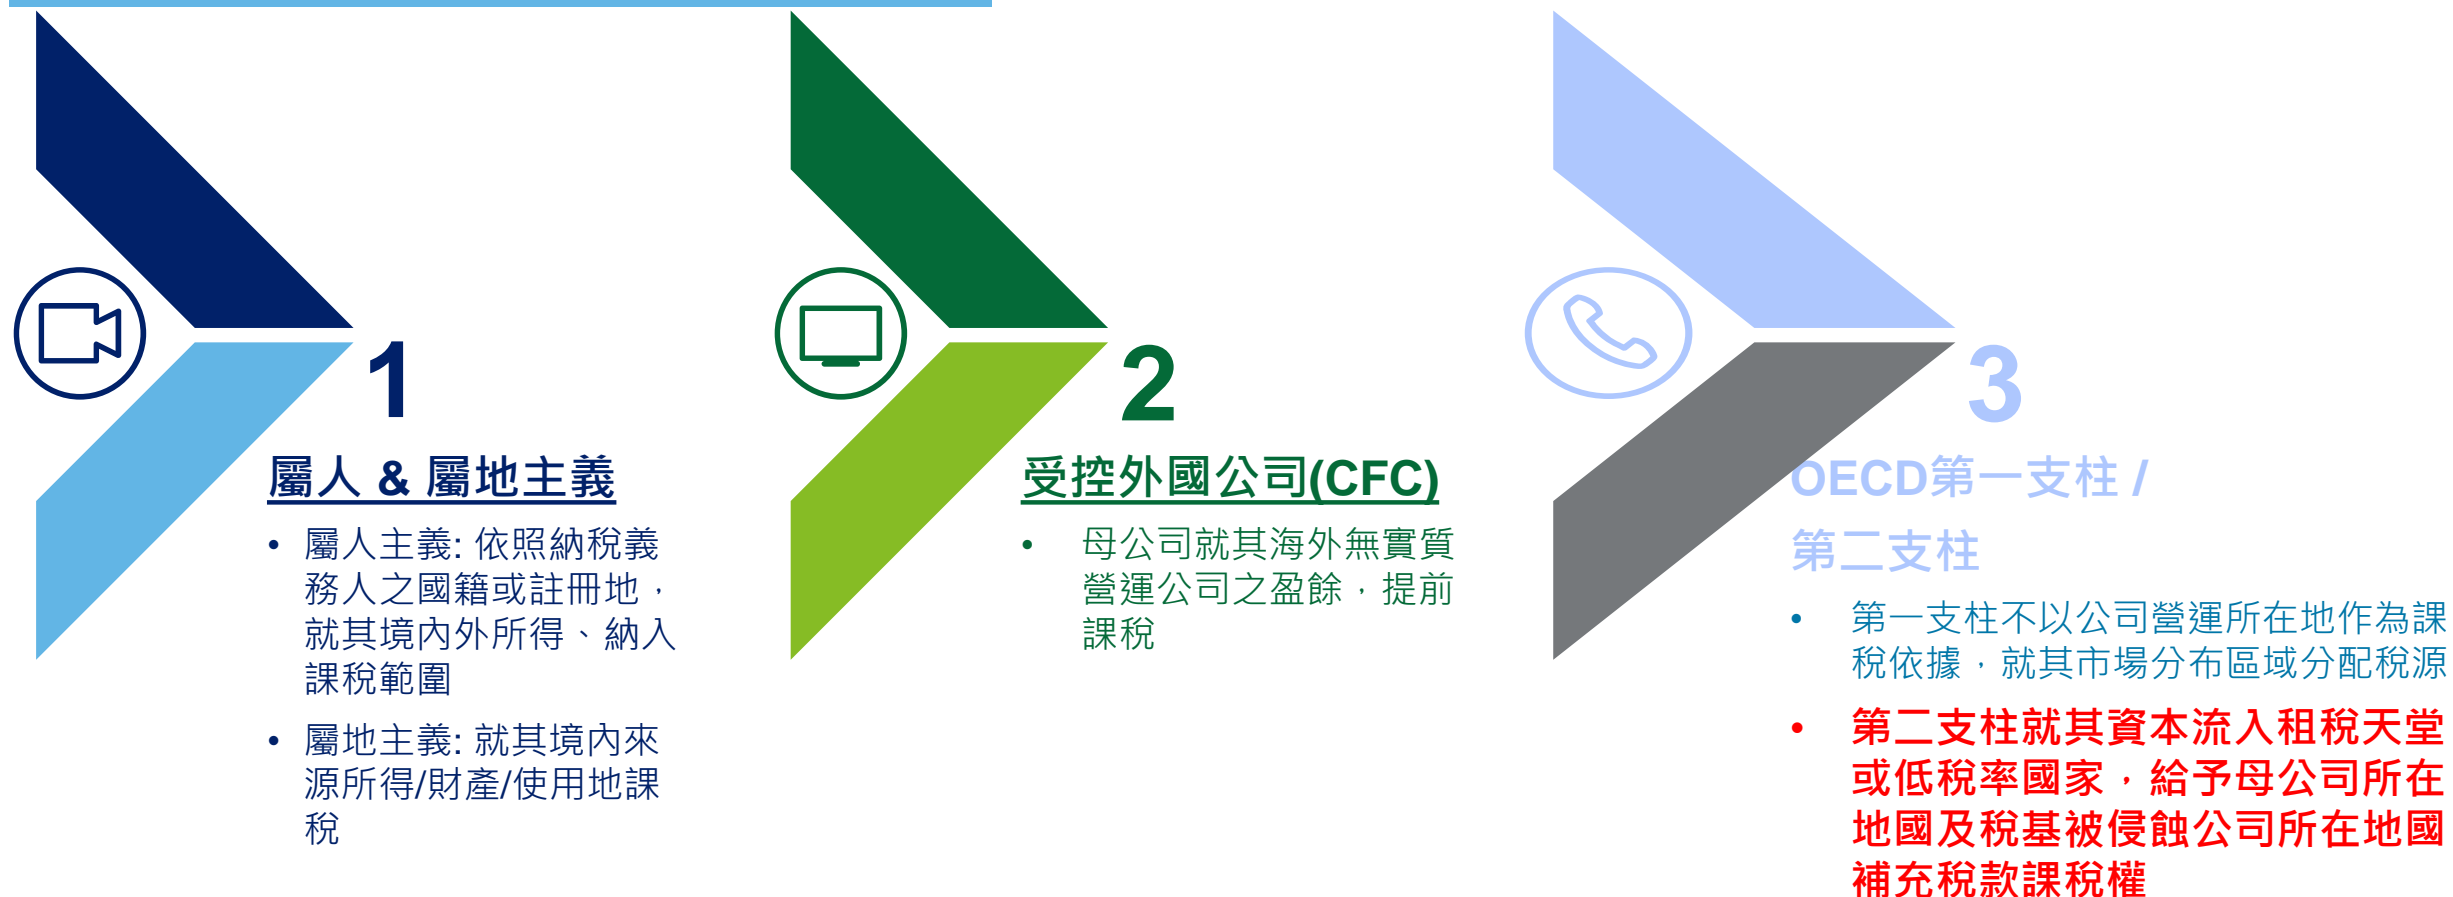 1
屬人 & 屬地主義
• 屬人主義: 依照納稅義
務人之國籍或註冊地，
就其境內外所得、納入
課稅範圍
• 屬地主義: 就其境內來
源所得/財產/使用地課
稅
2
受控外國公司(CFC)
• 母公司就其海外無實質
營運公司之盈餘，提前
課稅
3
OECD第一支柱 /
第二支柱
• 第一支柱不以公司營運所在地作為課
稅依據，就其市場分布區域分配稅源
• 第二支柱就其資本流入租稅天堂
或低稅率國家，給予母公司所在
地國及稅基被侵蝕公司所在地國
補充稅款課稅權